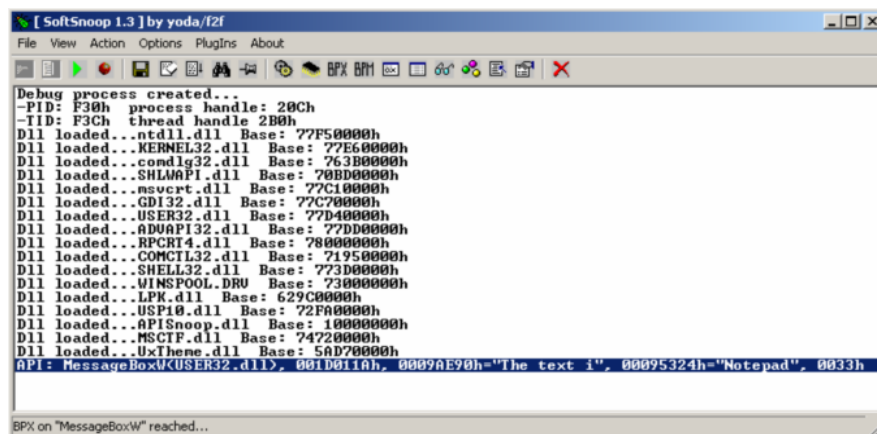 [ SoftSnoop 1.3 ] by yoda/f2f
File View Action Options PlugIns About
BPX BPM
Debug process created...
-PID: F30h process handle: 20Ch
-TID: F3Ch thread handle 2B0h
Dll loaded...ntdll.dll Base: 77F50000h
Dll loaded...KERNEL32.dll Base: 77E60000h
Dll loaded...comdlg32.dll Base: 763B0000h
Dll loaded...SHLWAPI.dll Base: 70BD0000h
Dll loaded...msvcrt.dll Base: 77C10000h
Dll loaded...GDI32.dll Base: 77C70000h
Dll loaded...USER32.dll Base: 77D40000h
Dll loaded...ADVAPI32.dll Base: 77DD0000h
Dll loaded...RPCRT4.dll Base: 78000000h
Dll loaded...COMCTL32.dll Base: 71950000h
Dll loaded...SHELL32.dll Base: 773D0000h
Dll loaded...WINSPOOL.DRV Base: 73000000h
Dll loaded...LPK.dll Base: 629C0000h
Dll loaded...USP10.dll Base: 72FA0000h
Dll loaded...APISnoop.dll Base: 10000000h
Dll loaded...MSCTF.dll Base: 74720000h
Dll loaded...UxTheme.dll Base: 5AD70000h
API: MessageBoxW(USER32.dll), 001D011Ah, 0009AE90h="The text i", 00095324h="Notepad", 0033h
BPX on "MessageBoxW" reached...